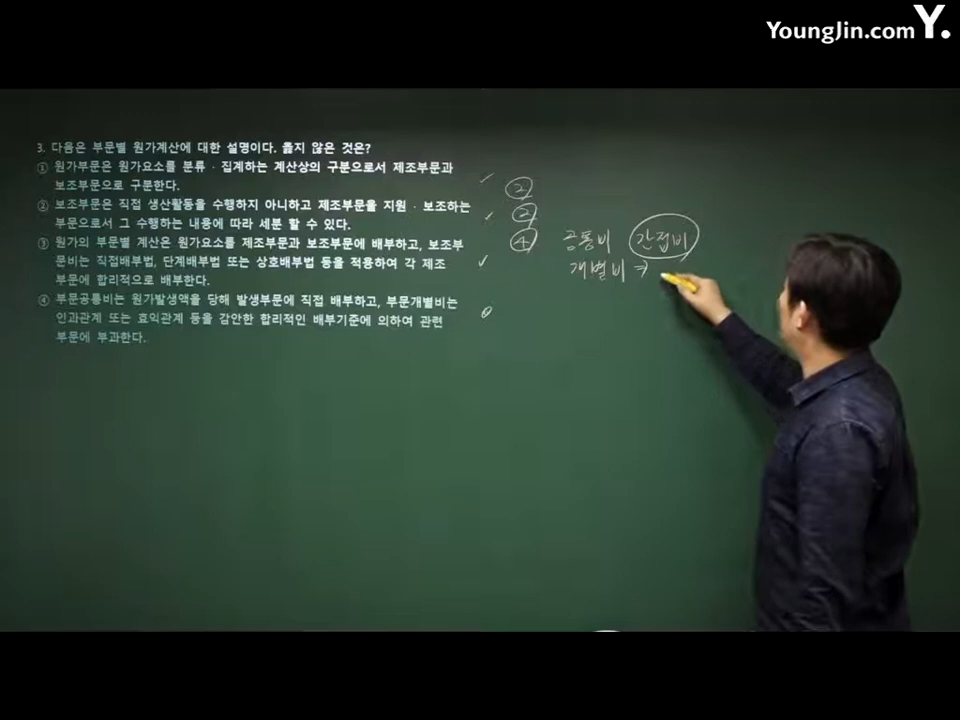 YoungJin.com Y.
3. 다음은 부문별 원가계산에 대한 설명이다. 옳지 않은 것은?
① 원가부문은 원가요소를 분류 · 집계하는 계산상의 구분으로서 제조부문과
보조부문으로 구분한다.
② 보조부문은 직접 생산활동을 수행하지 아니하고 제조부문을 지원 · 보조하는
부문으로서 그 수행하는 내용에 따라 세분 할 수 있다.
③ 원가의 부문별 계산은 원가요소를 제조부문과 보조부문에 배부하고, 보조부
문비는 직접배부법, 단계배부법 또는 상호배부법 등을 적용하여 각 제조
부문에 합리적으로 배부한다.
④ 부문공통비는 원가발생액을 당해 발생부문에 직접 배부하고, 부문개별비는
인과관계 또는 효익관계 등을 감안한 합리적인 배부기준에 의하여 관련
부문에 부과한다.
②
②
④
공통비 간접비
개별비